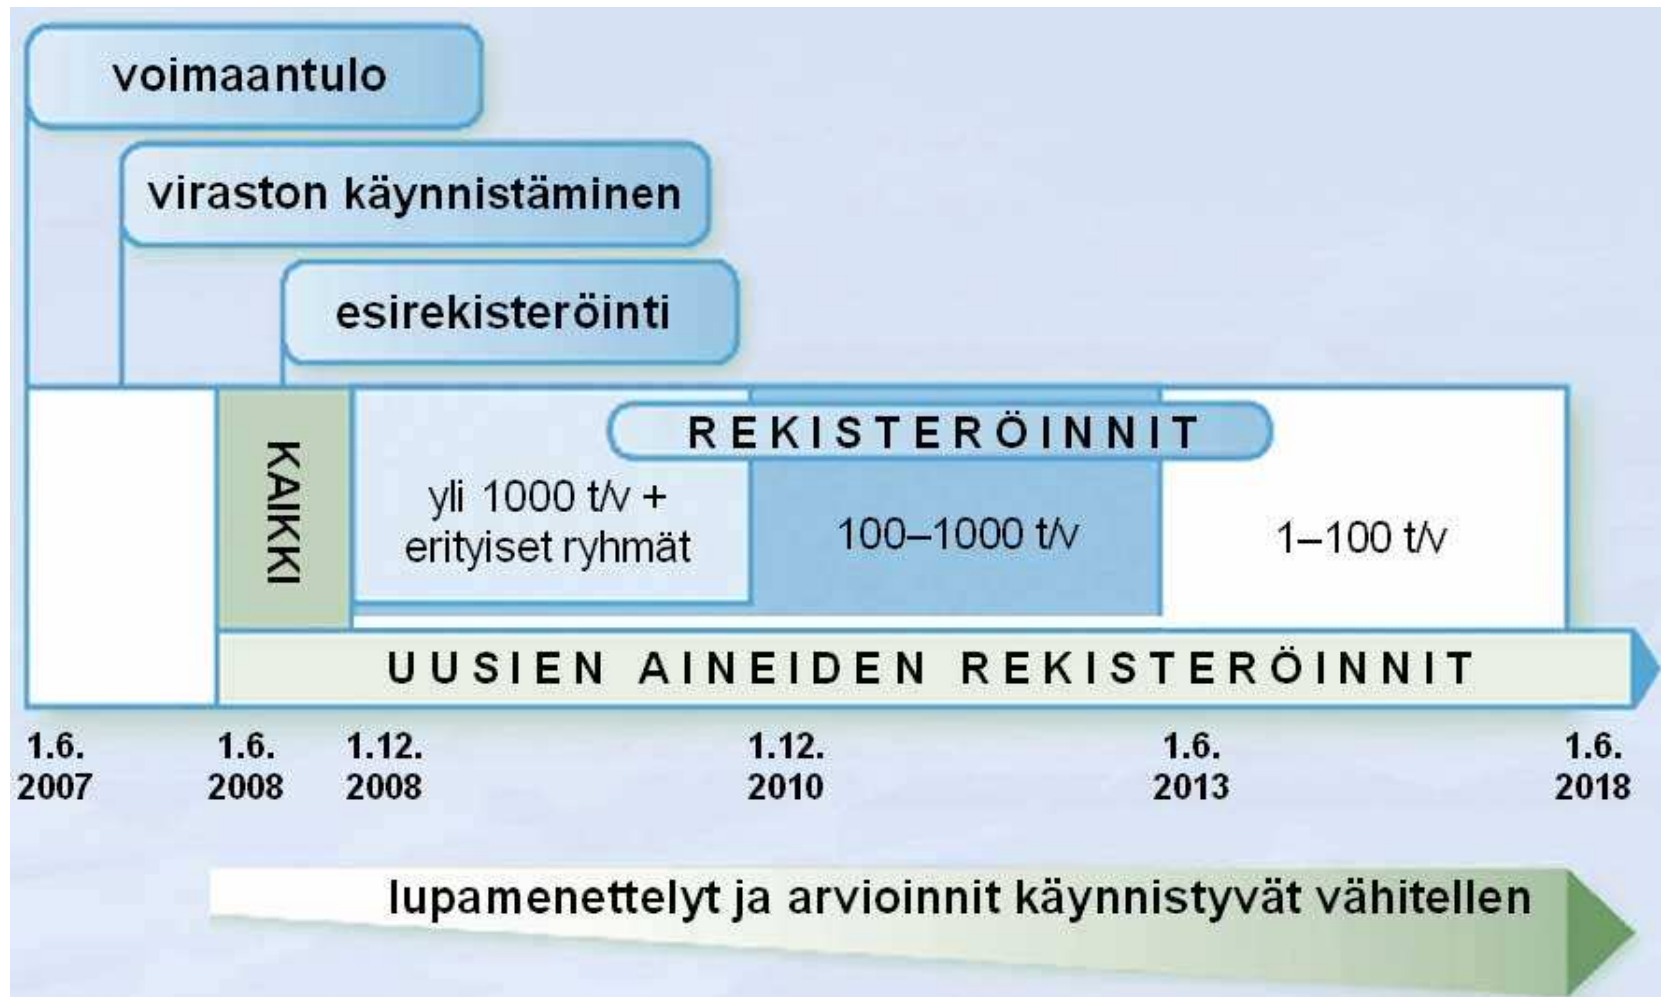 voimaantulo
viraston käynnistäminen
esirekisteröinti
REKISTERÖINNIT
KAIKKI
yli 1000 t/v +
erityiset ryhmät
100–1000 t/v
1–100 t/v
UUSIEN AINEIDEN REKISTERÖINNIT
1.6.
2007
1.6.
2008
1.12.
2008
1.12.
2010
1.6.
2013
1.6.
2018
lupamenettelyt ja arvioinnit käynnistyvät vähitellen